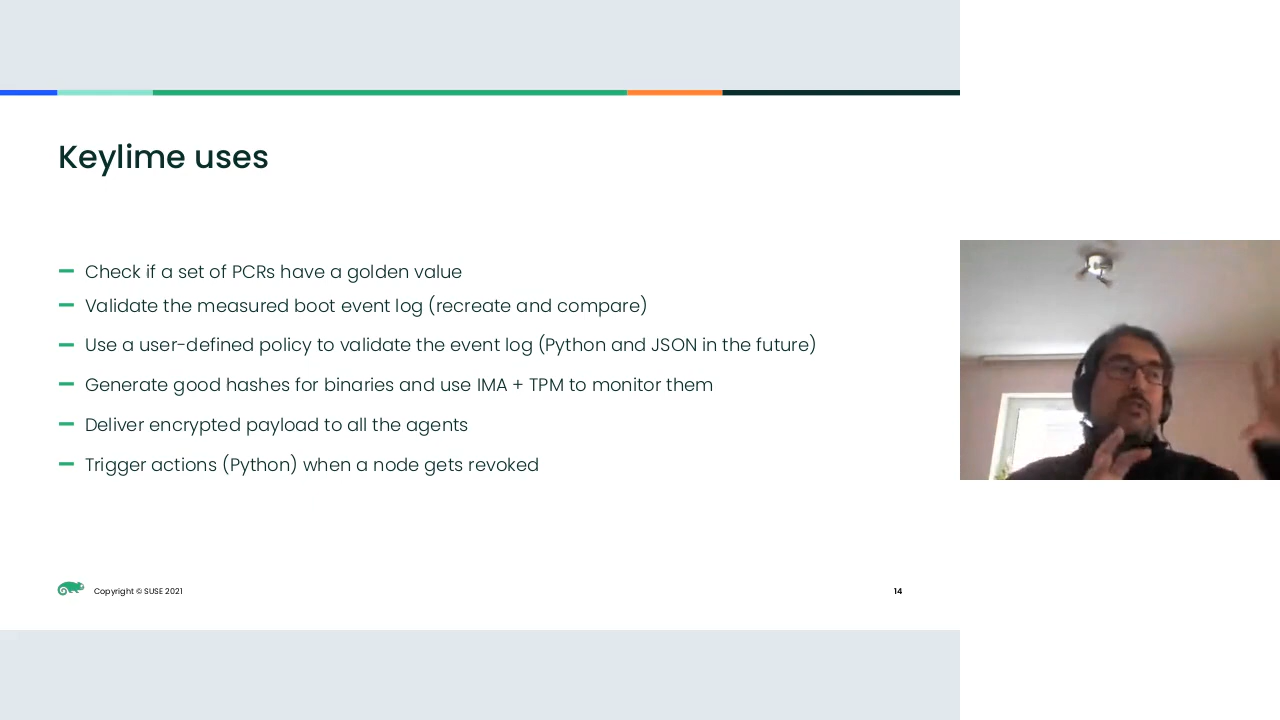 Keylime uses
Check if a set of PCRs have a golden value
Validate the measured boot event log (recreate and compare)
Use a user-defined policy to validate the event log (Python and JSON in the future)
Generate good hashes for binaries and use IMA + TPM to monitor them
Deliver encrypted payload to all the agents
Trigger actions (Python) when a node gets revoked
Copyright © SUSE 2021
14